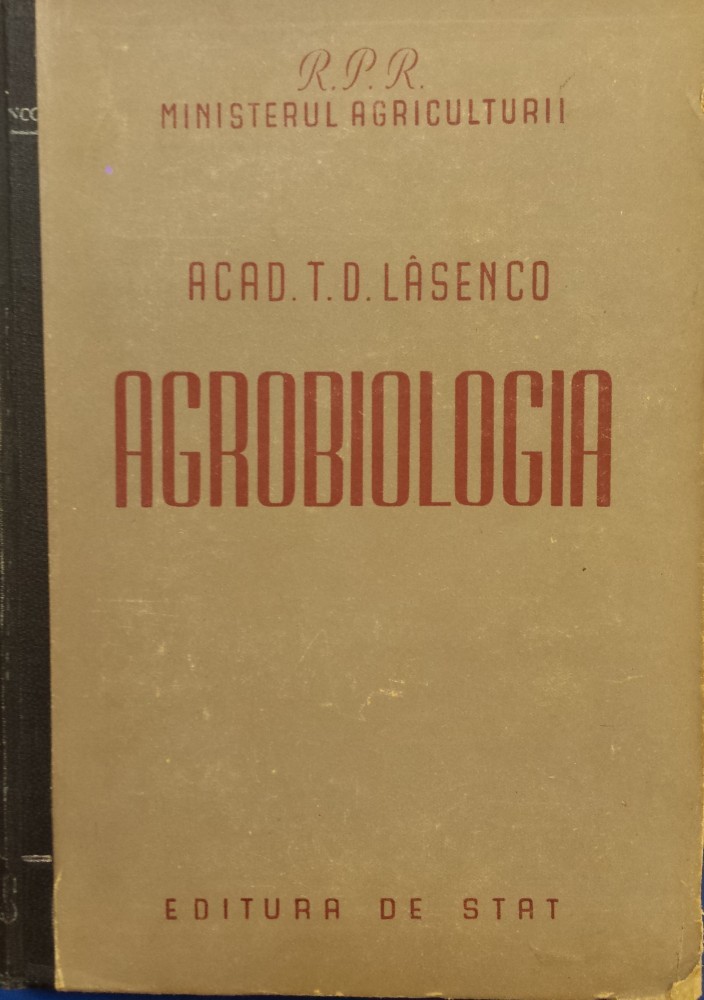 R.P.R.
MINISTERUL AGRICULTURII
ACAD. T. D. LÂSENCO
AGROBIOLOGIA
EDITURA DE STAT